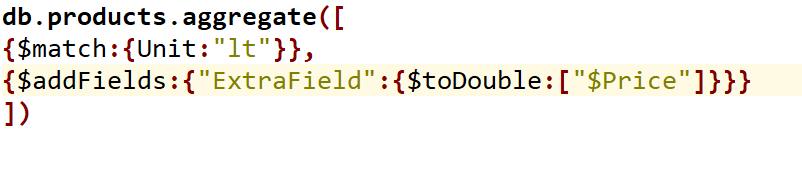 db.products.aggregate([
{$match:{Unit:"lt"}},
{$addFields:{"ExtraField":{$toDouble:["$Price"]}}}
])